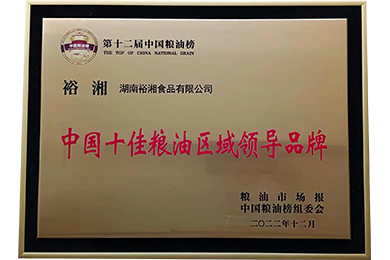 第十二届中国粮油榜
THE TOP OF CHINA NATIONAL GRAIN
裕湘 湖南裕湘食品有限公司
中国十佳粮油区域领导品牌
粮油市场报
中国粮油榜组委会
二〇二二年十二月